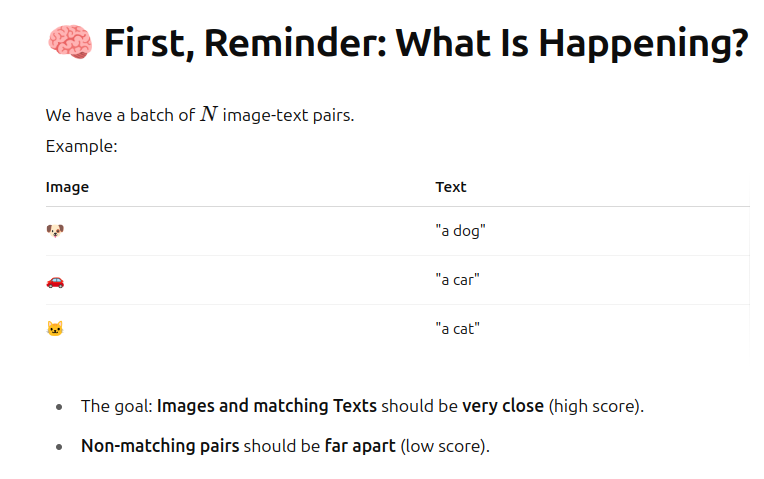 🧠 First, Reminder: What Is Happening?
We have a batch of N image-text pairs.
Example:
Image Text
🐶 "a dog"
🚗 "a car"
🐱 "a cat"
• The goal: Images and matching Texts should be very close (high score).
• Non-matching pairs should be far apart (low score).